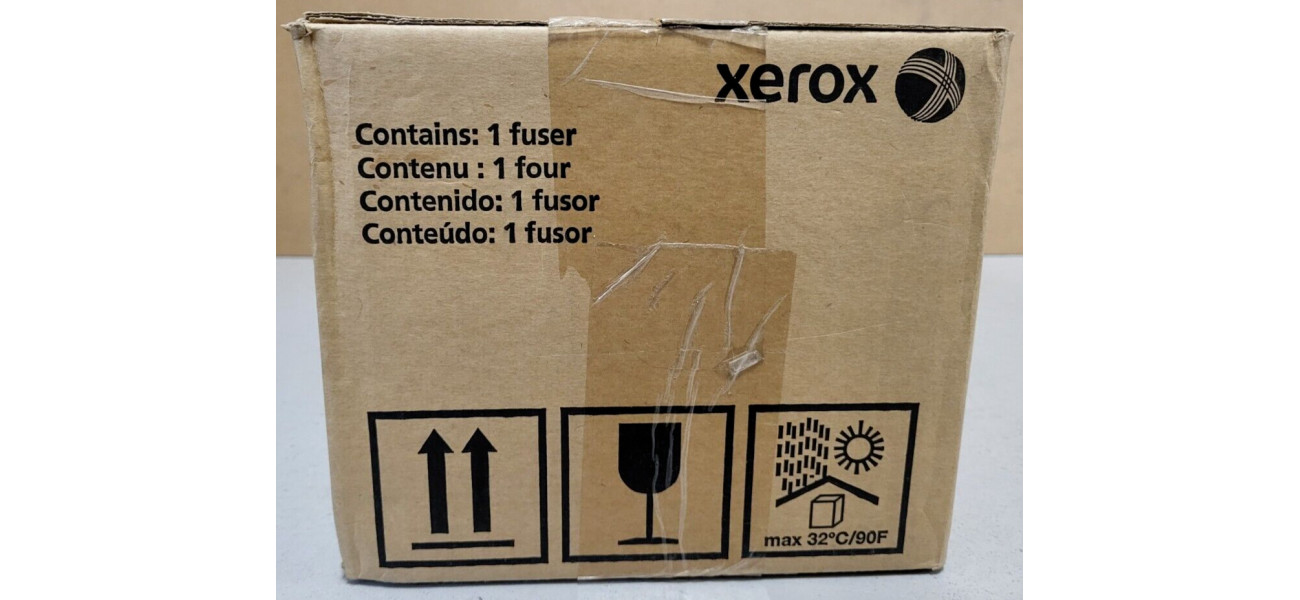 xerox
Contains: 1 fuser
Contenu : 1 four
Contenido: 1 fusor
Conteúdo: 1 fusor
max 32°C/90F